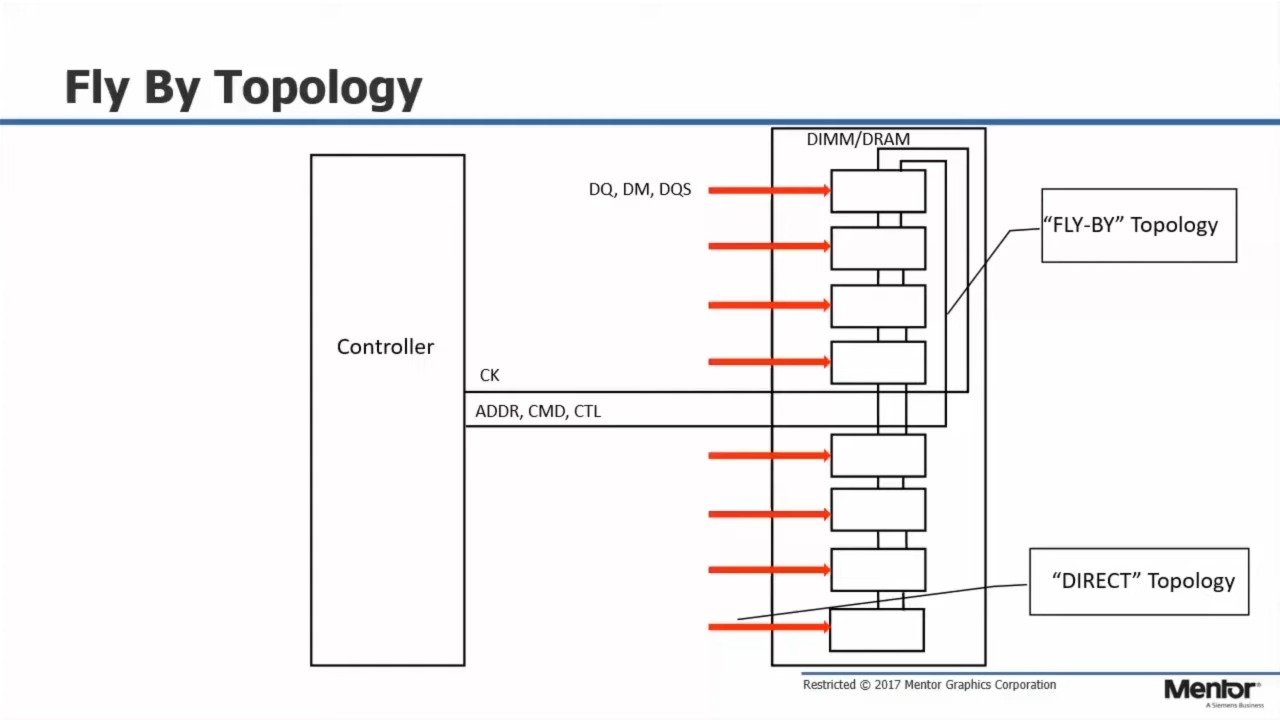 Fly By Topology
DIMM/DRAM
DQ, DM, DQS
“FLY-BY” Topology
Controller
CK
ADDR, CMD, CTL
“DIRECT” Topology
Restricted © 2017 Mentor Graphics Corporation
Mentor®
A Siemens Business